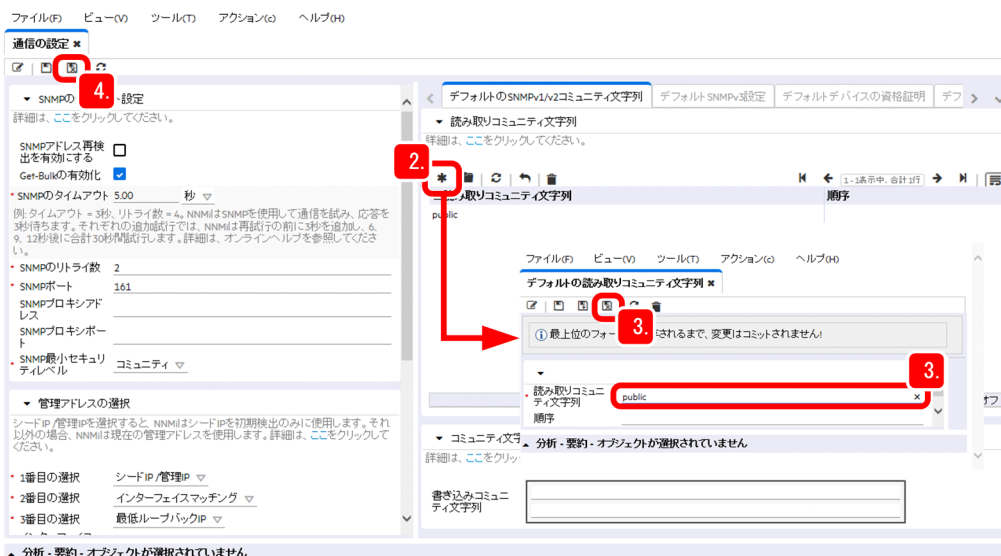 ファイル(F) ビュー(V) ツール(T) アクション(c) ヘルプ(H)
通信の設定 ✖
4.
▼ SNMPの ト設定
詳細は、ここをクリックしてください。
SNMPアドレス再検
出を有効にする
Get-Bulkの有効化
* SNMPのタイムアウト 5.00 秒
例: タイムアウト = 3秒、リトライ数 = 4。NNMiはSNMPを使用して通信を試み、応答を
3秒待ちます。それぞれの追加試行では、NNMiは再試行の前に3秒を追加し、6、
9、12秒後に合計30秒間試行します。詳細は、オンラインヘルプを参照してくださ
い。
* SNMPのリトライ数 2
* SNMPポート 161
SNMPプロキシアド
レス
SNMPプロキシポー
ト
* SNMP最小セキュリ
ティレベル コミュニティ
▼ 管理アドレスの選択
シードIP /管理IPを選択すると、NNMiはシードIPを初期検出のみに使用します。それ
以外の場合、NNMiは現在の管理アドレスを使用します。詳細は、ここをクリックして
ください。
* 1番目の選択 シードIP /管理IP
* 2番目の選択 インターフェイスマッチング
* 3番目の選択 最低ループバックIP
▲ 分析 - 要約 - オブジェクトが選択されていません
デフォルトのSNMPv1/v2コミュニティ文字列 デフォルトSNMPv3設定 デフォルトデバイスの資格証明 デフ
▼ 読み取りコミュニティ文字列
詳細は、ここをクリックしてください。
2.
1 - 1表示中、合計1行
読み取りコミュニティ文字列 順序
public
ファイル(F) ビュー(V) ツール(T) アクション(c) ヘルプ(H)
デフォルトの読み取りコミュニティ文字列 ✖
3.
最上位のフォー されるまで、変更はコミットされません!
3.
* 読み取りコミュニ
ティ文字列 public ×
順序
▲ 分析 - 要約 - オブジェクトが選択されていません
オフ
▼ コミュニティ文字
詳細は、ここをクリッ
書き込みコミュニ
ティ文字列